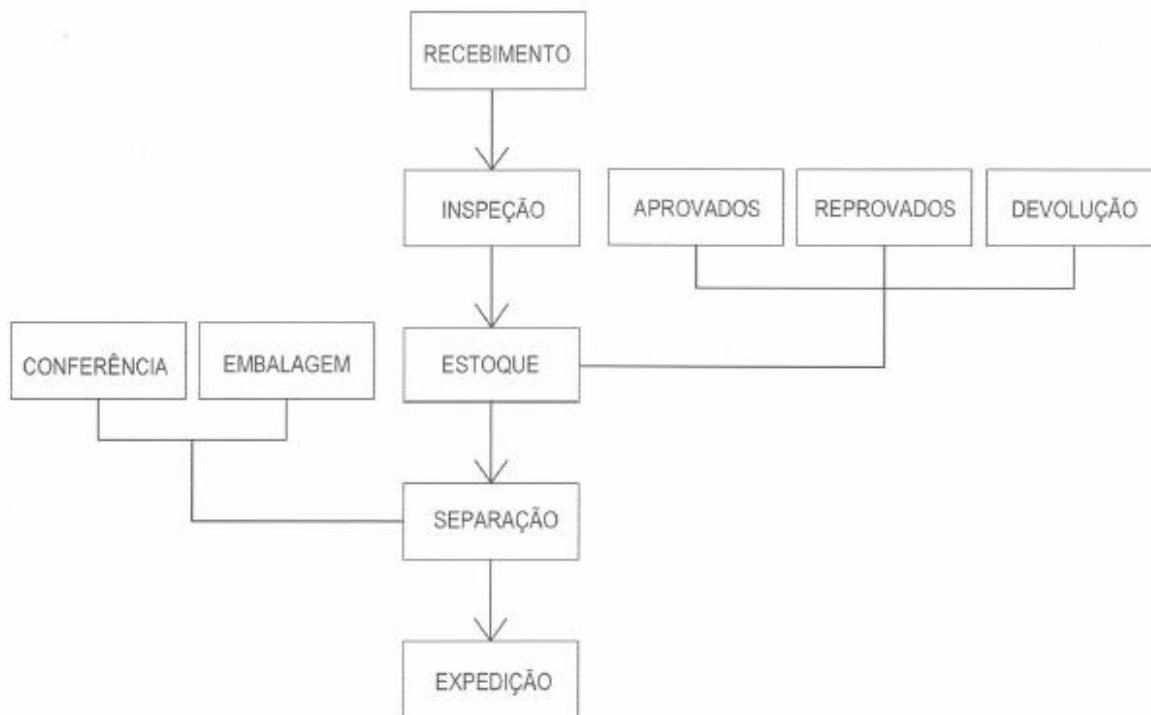 RECEBIMENTO
INSPEÇÃO
APROVADOS
REPROVADOS
DEVOLUÇÃO
CONFERÊNCIA
EMBALAGEM
ESTOQUE
SEPARAÇÃO
EXPEDIÇÃO